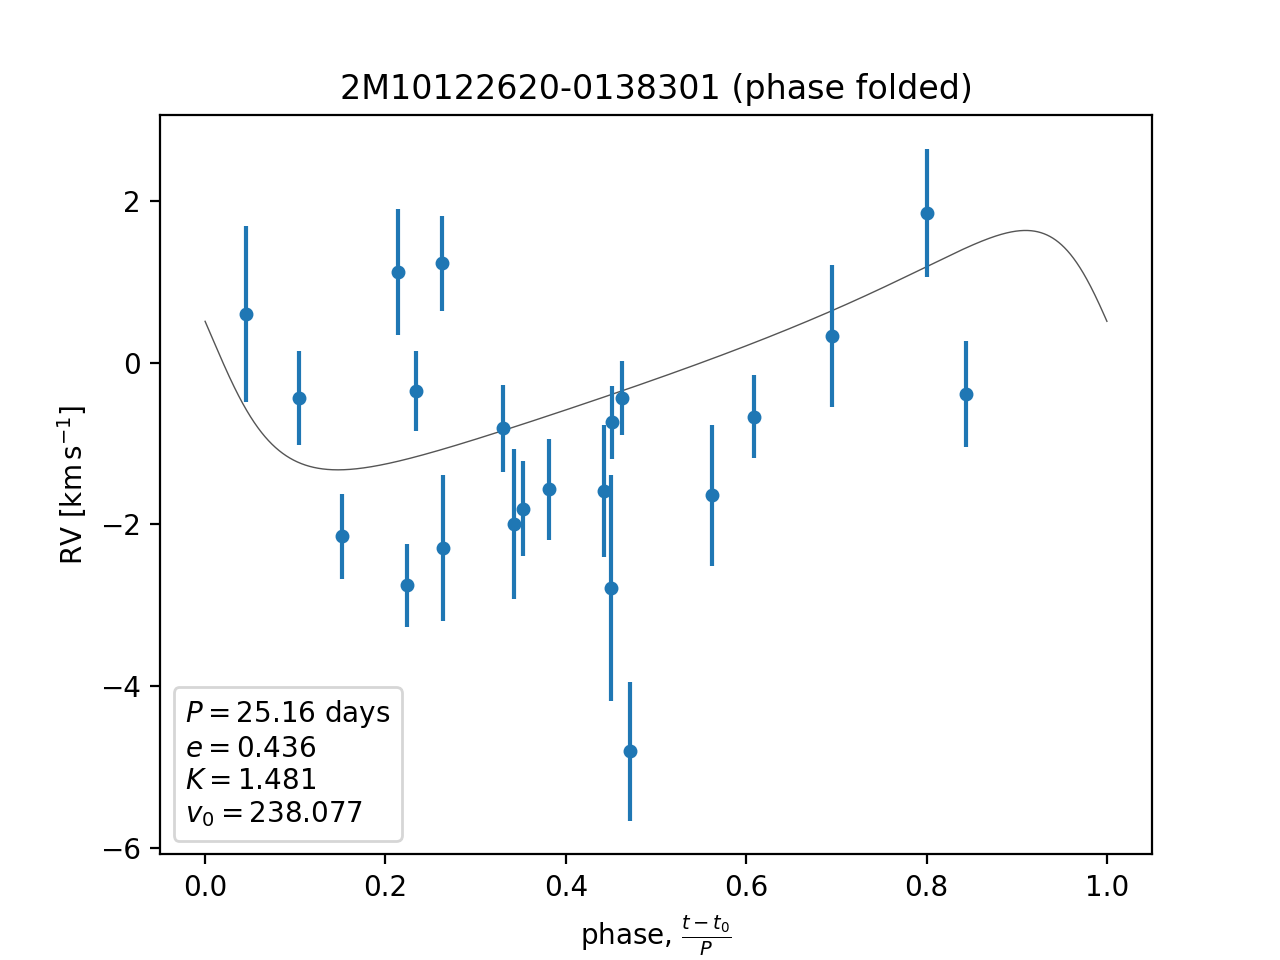 2M10122620-0138301 (phase folded)
RV [km s⁻¹]
2
0
−2
−4
−6
P = 25.16 days
e = 0.436
K = 1.481
v₀ = 238.077
0.0 0.2 0.4 0.6 0.8 1.0
phase, (t − t₀)/P